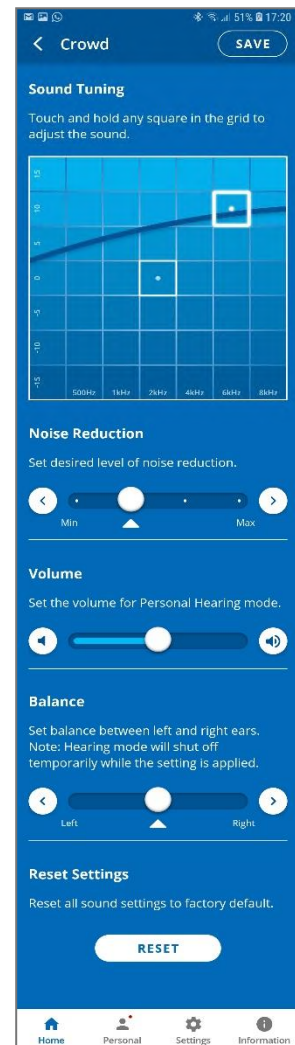 51% 17:20
Crowd
SAVE
Sound Tuning
Touch and hold any square in the grid to
adjust the sound.
15
10
5
0
-5
-10
-15
500Hz 1kHz 2kHz 4kHz 6kHz 8kHz
Noise Reduction
Set desired level of noise reduction.
Min Max
Volume
Set the volume for Personal Hearing mode.
Balance
Set balance between left and right ears.
Note: Hearing mode will shut off
temporarily while the setting is applied.
Left Right
Reset Settings
Reset all sound settings to factory default.
RESET
Home Personal Settings Information